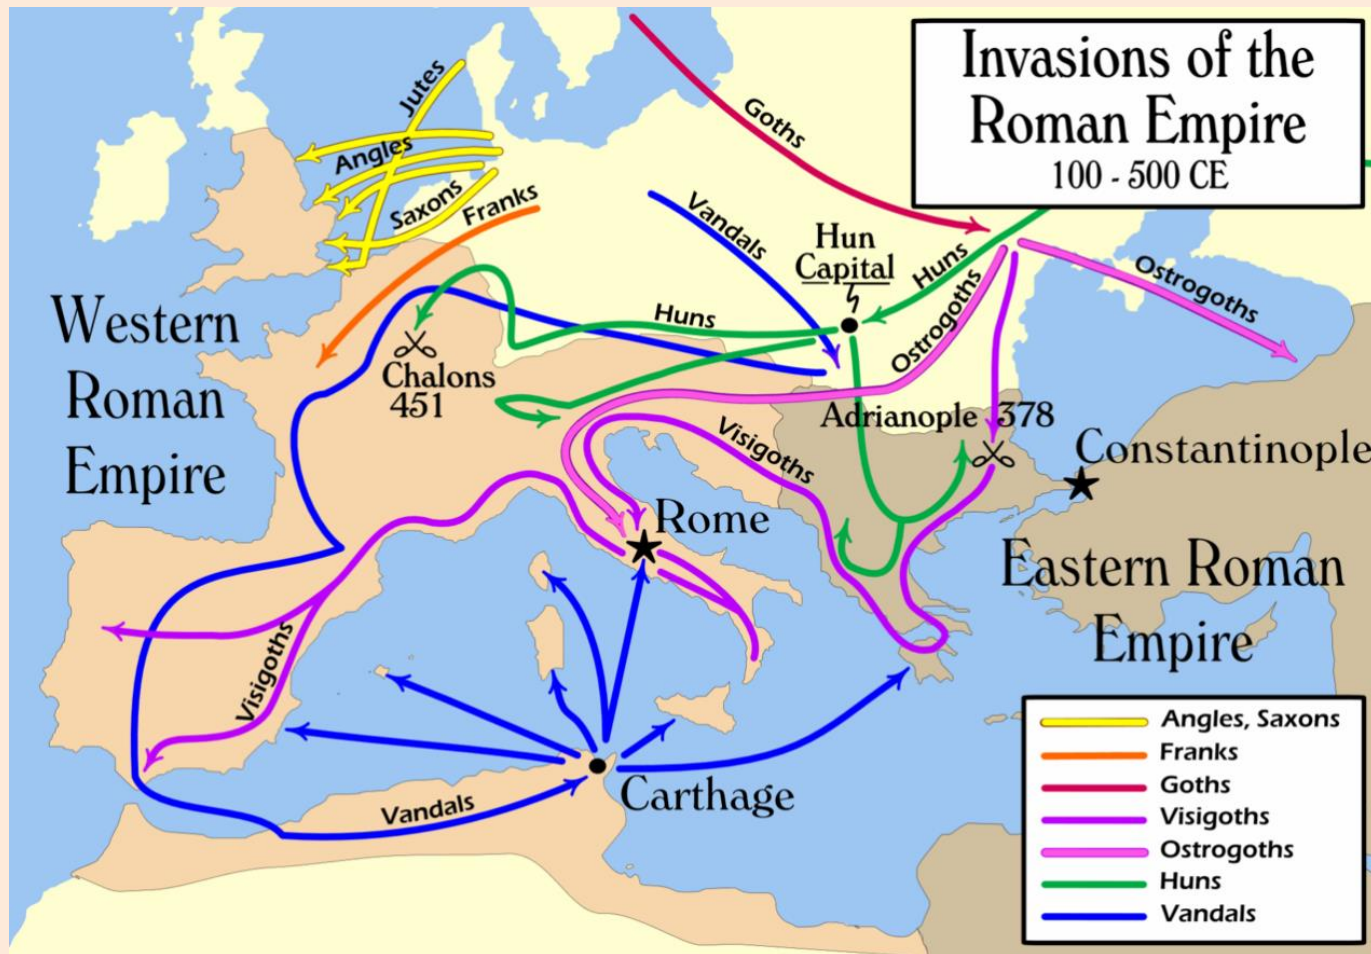 Invasions of the
Roman Empire
100 - 500 CE
Jutes
Angles
Saxons
Franks
Goths
Vandals
Hun
Capital
Huns
Ostrogoths
Ostrogoths
Huns
Western
Roman
Empire
Chalons
451
Adrianople 378
Visigoths
Constantinople
Rome
Eastern Roman
Empire
Visigoths
Carthage
Vandals
Angles, Saxons
Franks
Goths
Visigoths
Ostrogoths
Huns
Vandals